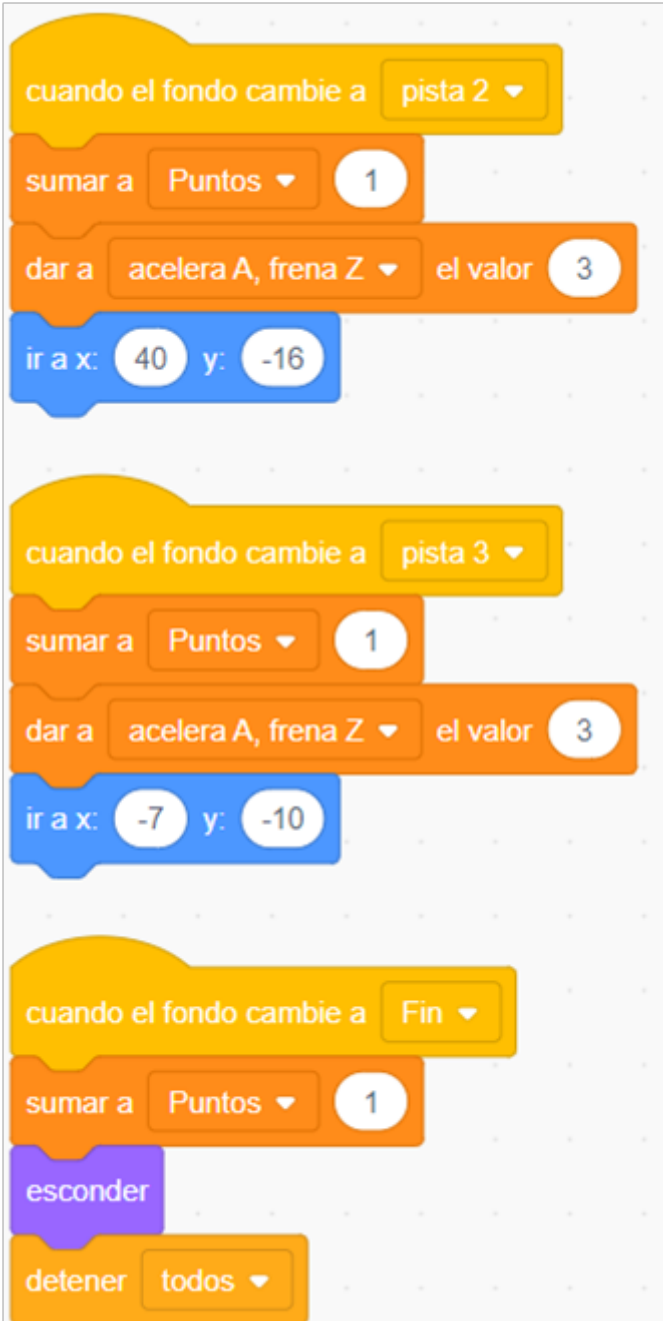 cuando el fondo cambie a pista 2
sumar a Puntos 1
dar a acelera A, frena Z el valor 3
ir a x: 40 y: -16
cuando el fondo cambie a pista 3
sumar a Puntos 1
dar a acelera A, frena Z el valor 3
ir a x: -7 y: -10
cuando el fondo cambie a Fin
sumar a Puntos 1
esconder
detener todos